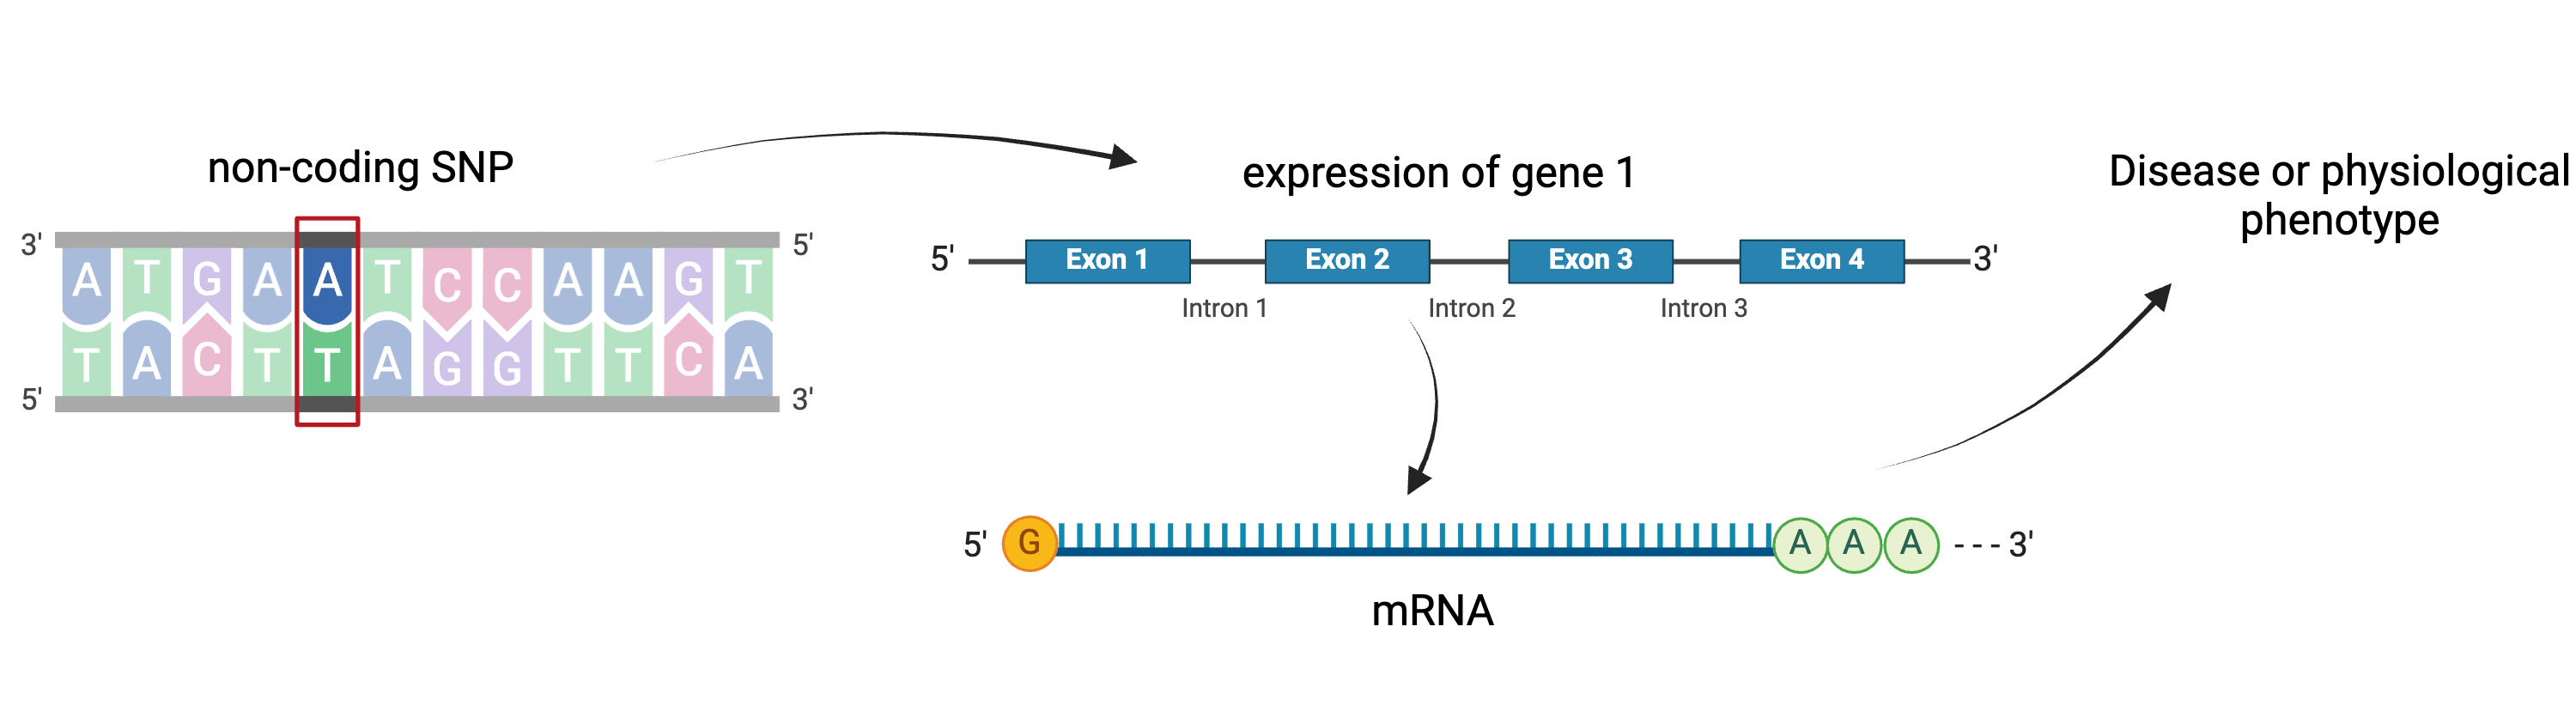 non-coding SNP
3' A T G A A T C C A A G T 5'
5' T A C T T A G G T T C A 3'
expression of gene 1
5' Exon 1 Exon 2 Exon 3 Exon 4 3'
Intron 1 Intron 2 Intron 3
5' G A A A ---3'
mRNA
Disease or physiological
phenotype